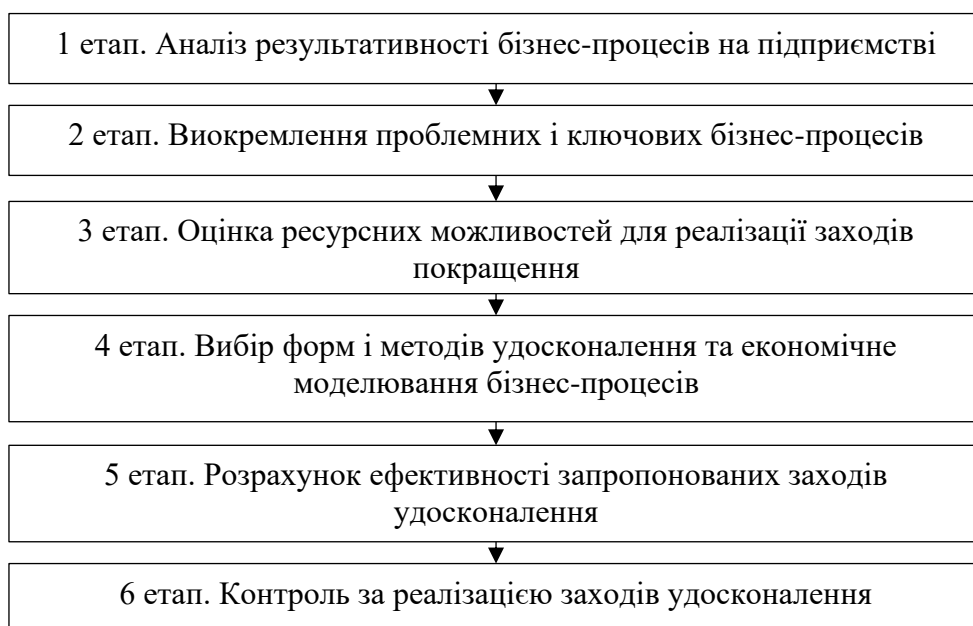 1 етап. Аналіз результативності бізнес-процесів на підприємстві
2 етап. Виокремлення проблемних і ключових бізнес-процесів
3 етап. Оцінка ресурсних можливостей для реалізації заходів
покращення
4 етап. Вибір форм і методів удосконалення та економічне
моделювання бізнес-процесів
5 етап. Розрахунок ефективності запропонованих заходів
удосконалення
6 етап. Контроль за реалізацією заходів удосконалення